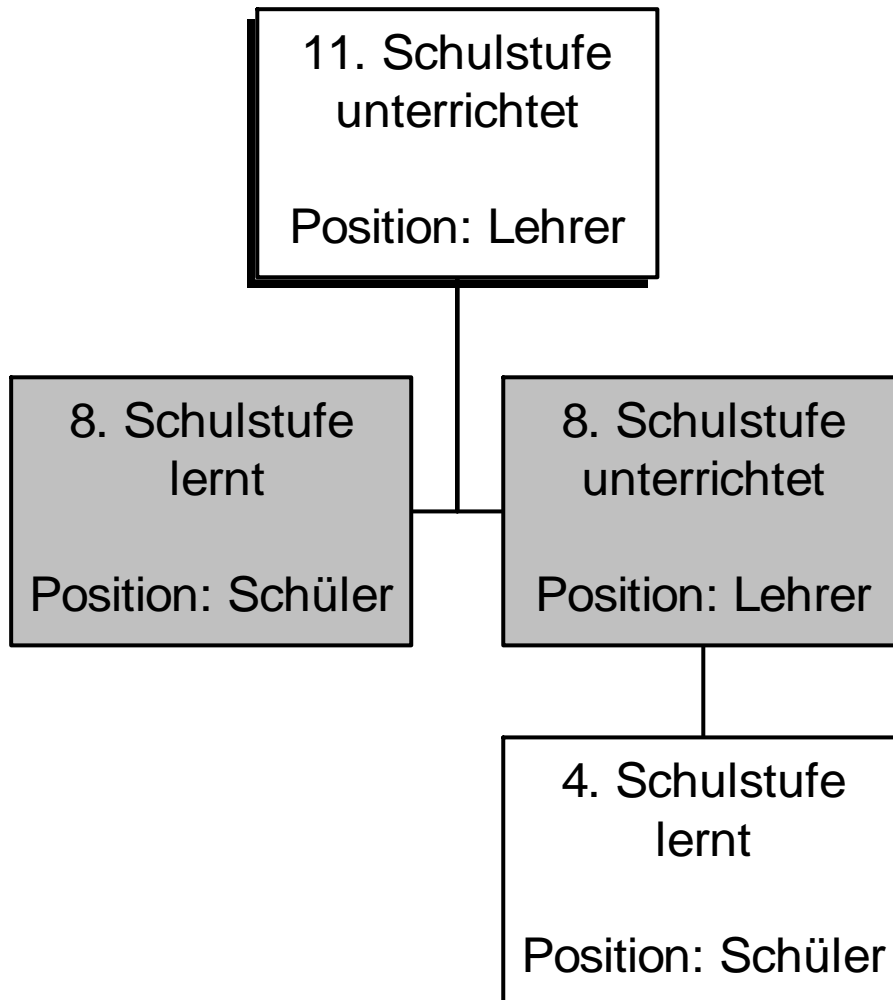 11. Schulstufe
unterrichtet
Position: Lehrer
8. Schulstufe
lernt
Position: Schüler
8. Schulstufe
unterrichtet
Position: Lehrer
4. Schulstufe
lernt
Position: Schüler